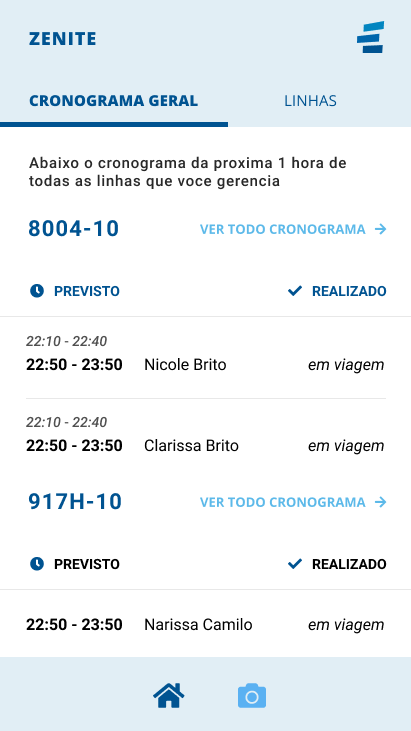 ZENITE
CRONOGRAMA GERAL LINHAS
Abaixo o cronograma da proxima 1 hora de
todas as linhas que voce gerencia
8004-10 VER TODO CRONOGRAMA →
PREVISTO REALIZADO
22:10 - 22:40
22:50 - 23:50 Nicole Brito em viagem
22:10 - 22:40
22:50 - 23:50 Clarissa Brito em viagem
917H-10 VER TODO CRONOGRAMA →
PREVISTO REALIZADO
22:50 - 23:50 Narissa Camilo em viagem